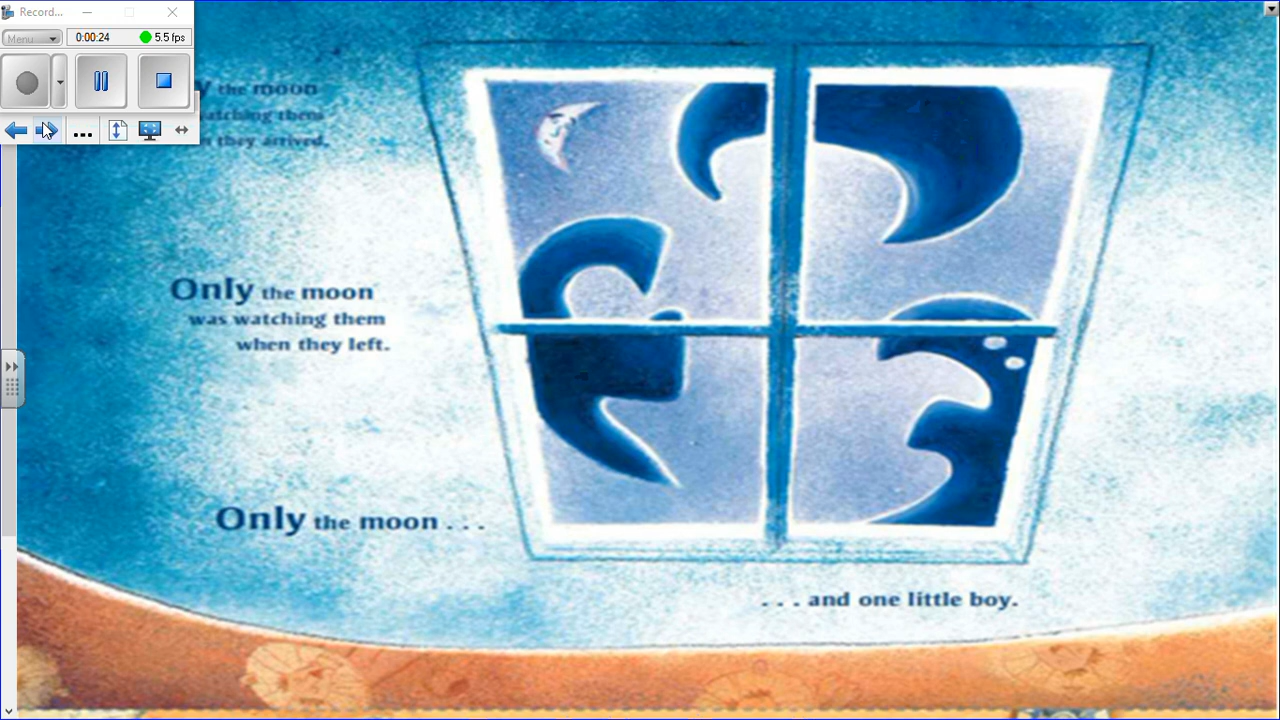 Record...
Menu
0:00:24
5.5 fps
the moon
watching them
they arrived.
Only the moon
was watching them
when they left.
Only the moon . . .
. . . and one little boy.